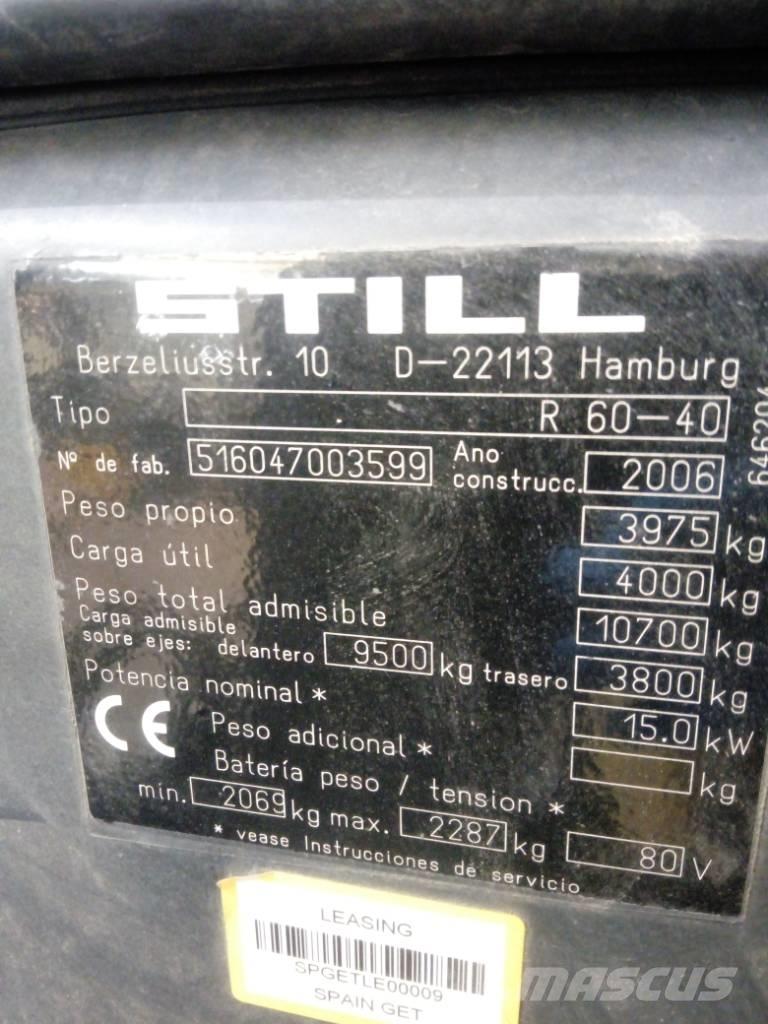 STILL
Berzeliusstr. 10 D-22113 Hamburg
Tipo R 60-40
Nº de fab. 516047003599 Ano construcc. 2006
Peso propio 3975 kg
Carga útil 4000 kg
Peso total admisible 10700 kg
Carga admisible
sobre ejes: delantero 9500 kg trasero 3800 kg
Potencia nominal * 15.0 kW
CE Peso adicional * kg
Batería peso / tension *
min. 2069 kg max. 2287 kg 80 V
* vease Instrucciones de servicio
646204
LEASING
SPGETLE00009
SPAIN GET
MASCUS